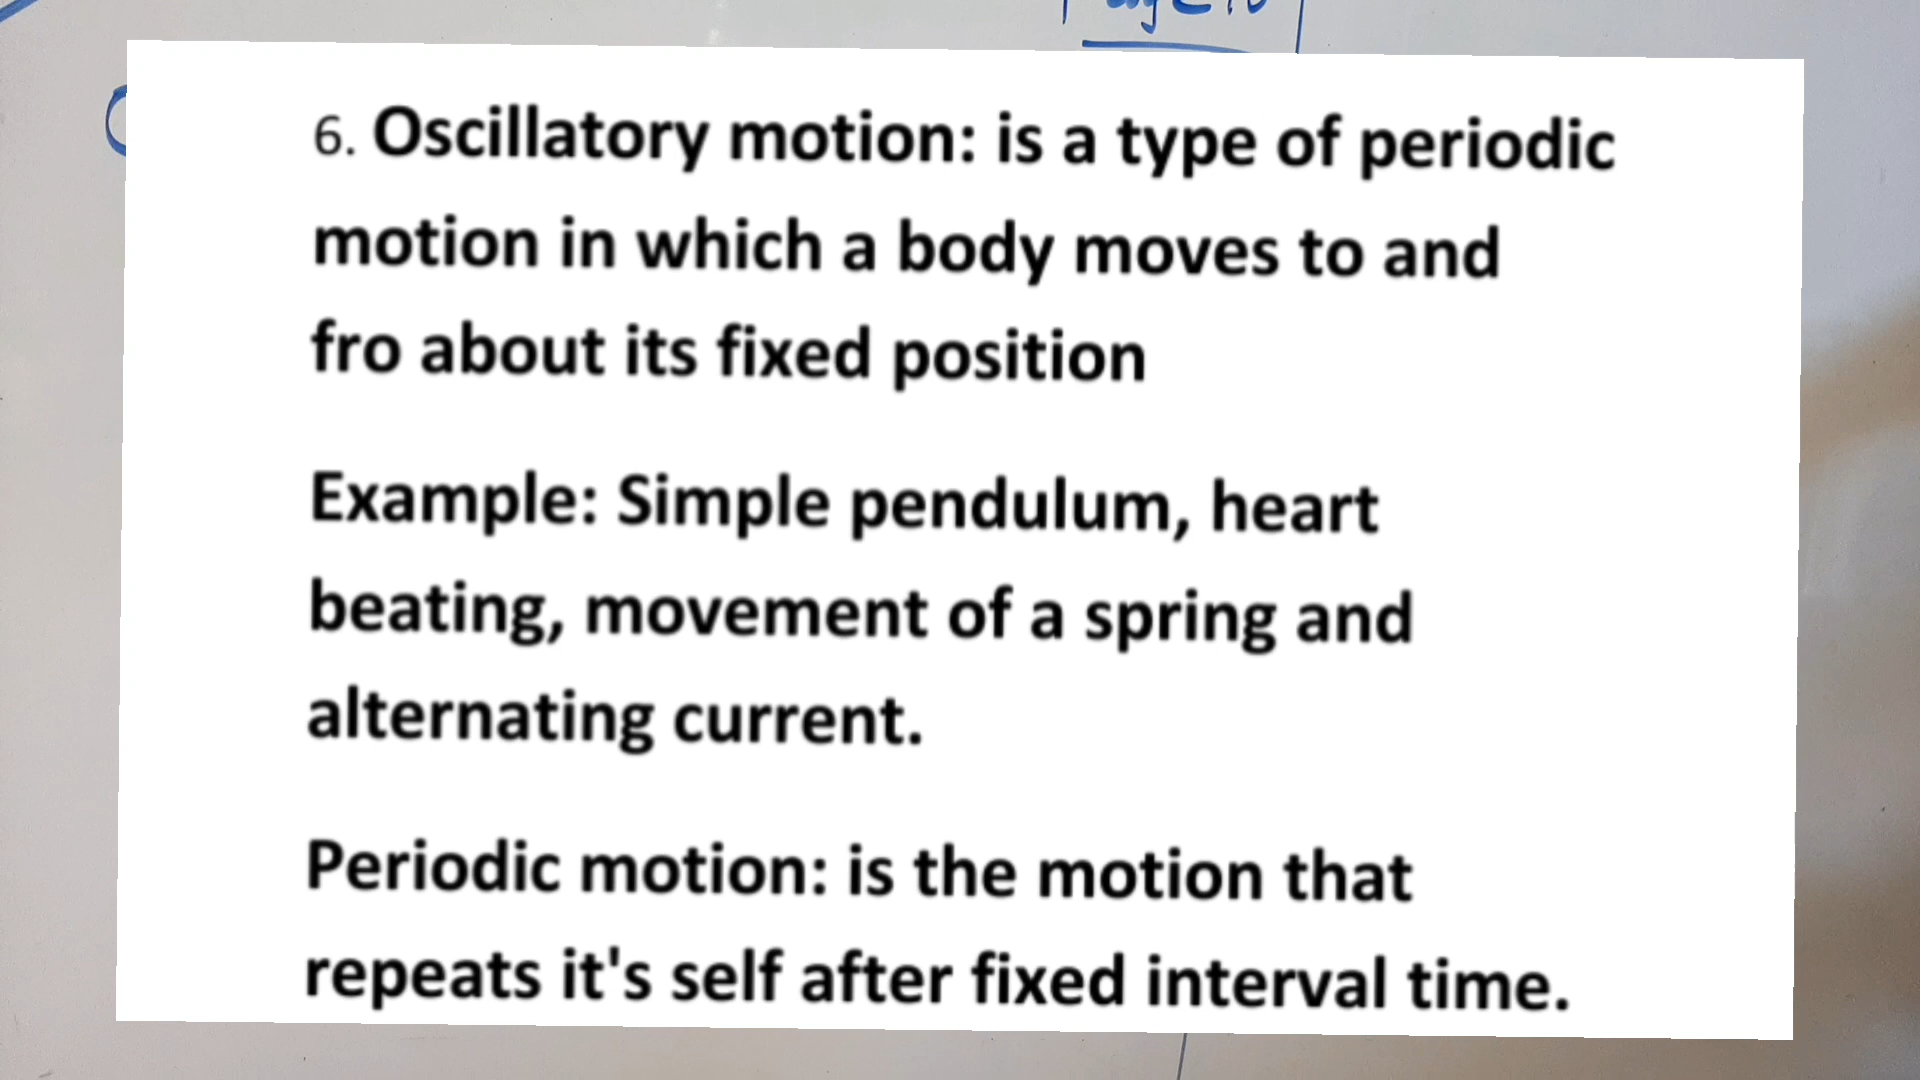 6. Oscillatory motion: is a type of periodic
motion in which a body moves to and
fro about its fixed position
Example: Simple pendulum, heart
beating, movement of a spring and
alternating current.
Periodic motion: is the motion that
repeats it's self after fixed interval time.